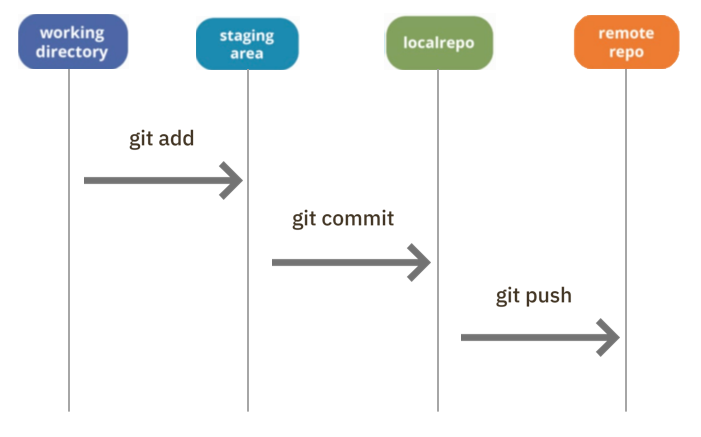 working
directory
staging
area
localrepo
remote
repo
git add
git commit
git push